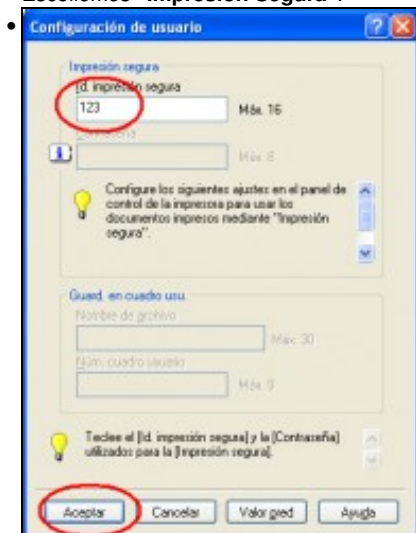 Configuración de usuario
Impresión segura
Id. impresión segura
123 Máx. 16
Contraseña
Máx. 8
Configure los siguientes ajustes en el panel de
control de la impresora para usar los
documentos impresos mediante "Impresión
segura".
Guard. en cuadro usu.
Nombre de archivo
Máx. 30
Núm. cuadro usuario
Máx. 9
Teclee el [Id. impresión segura] y la [Contraseña]
utilizados para la [Impresión segura].
Aceptar Cancelar Valor pred Ayuda